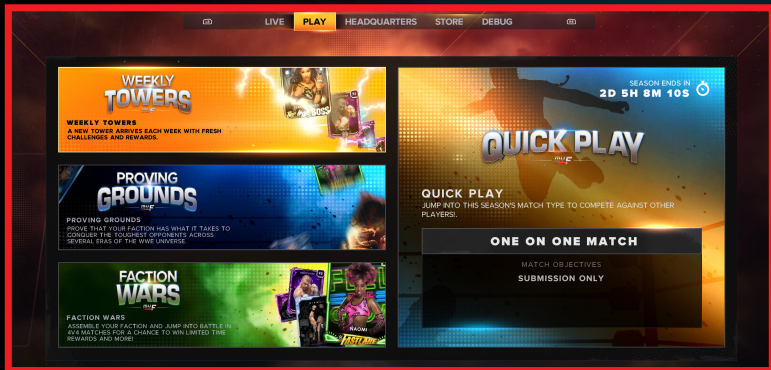 LIVE PLAY HEADQUARTERS STORE DEBUG
WEEKLY
TOWERS
WEEKLY TOWERS
A NEW TOWER ARRIVES EACH WEEK WITH FRESH
CHALLENGES AND REWARDS.
PROVING
GROUNDS
PROVING GROUNDS
PROVE THAT YOUR FACTION HAS WHAT IT TAKES TO
CONQUER THE TOUGHEST OPPONENTS ACROSS
SEVERAL ERAS OF THE WWE UNIVERSE.
FACTION
WARS
FACTION WARS
ASSEMBLE YOUR FACTION AND JUMP INTO BATTLE IN
4V4 MATCHES FOR A CHANCE TO WIN LIMITED TIME
REWARDS AND MORE!
NAOMI
FASTLANE
SEASON ENDS IN
2D 5H 8M 10S
QUICK PLAY
QUICK PLAY
JUMP INTO THIS SEASON'S MATCH TYPE TO COMPETE AGAINST OTHER
PLAYERS!.
ONE ON ONE MATCH
MATCH OBJECTIVES
SUBMISSION ONLY